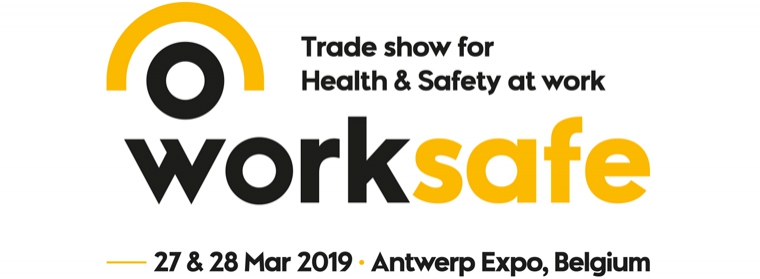 Trade show for
Health & Safety at work
worksafe
27 & 28 Mar 2019 · Antwerp Expo, Belgium